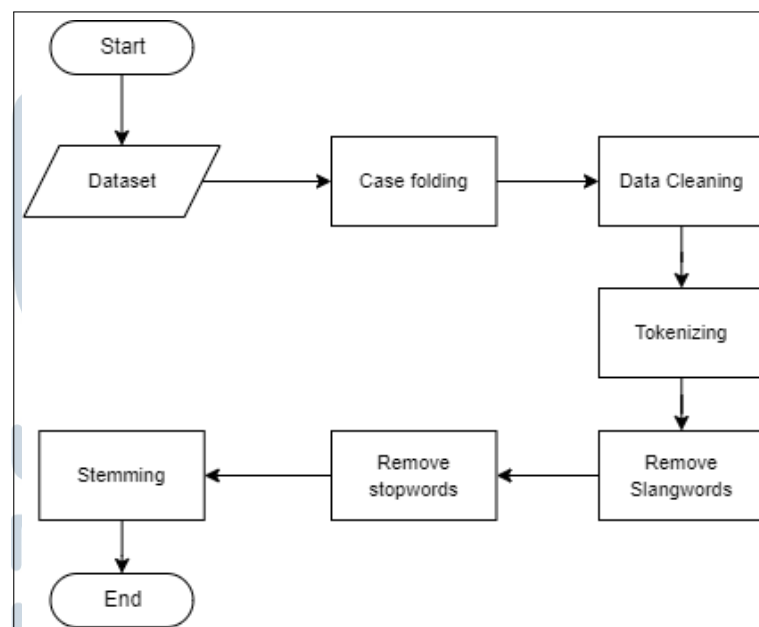 Start
Dataset
Case folding
Data Cleaning
Tokenizing
Remove
Slangwords
Remove
stopwords
Stemming
End